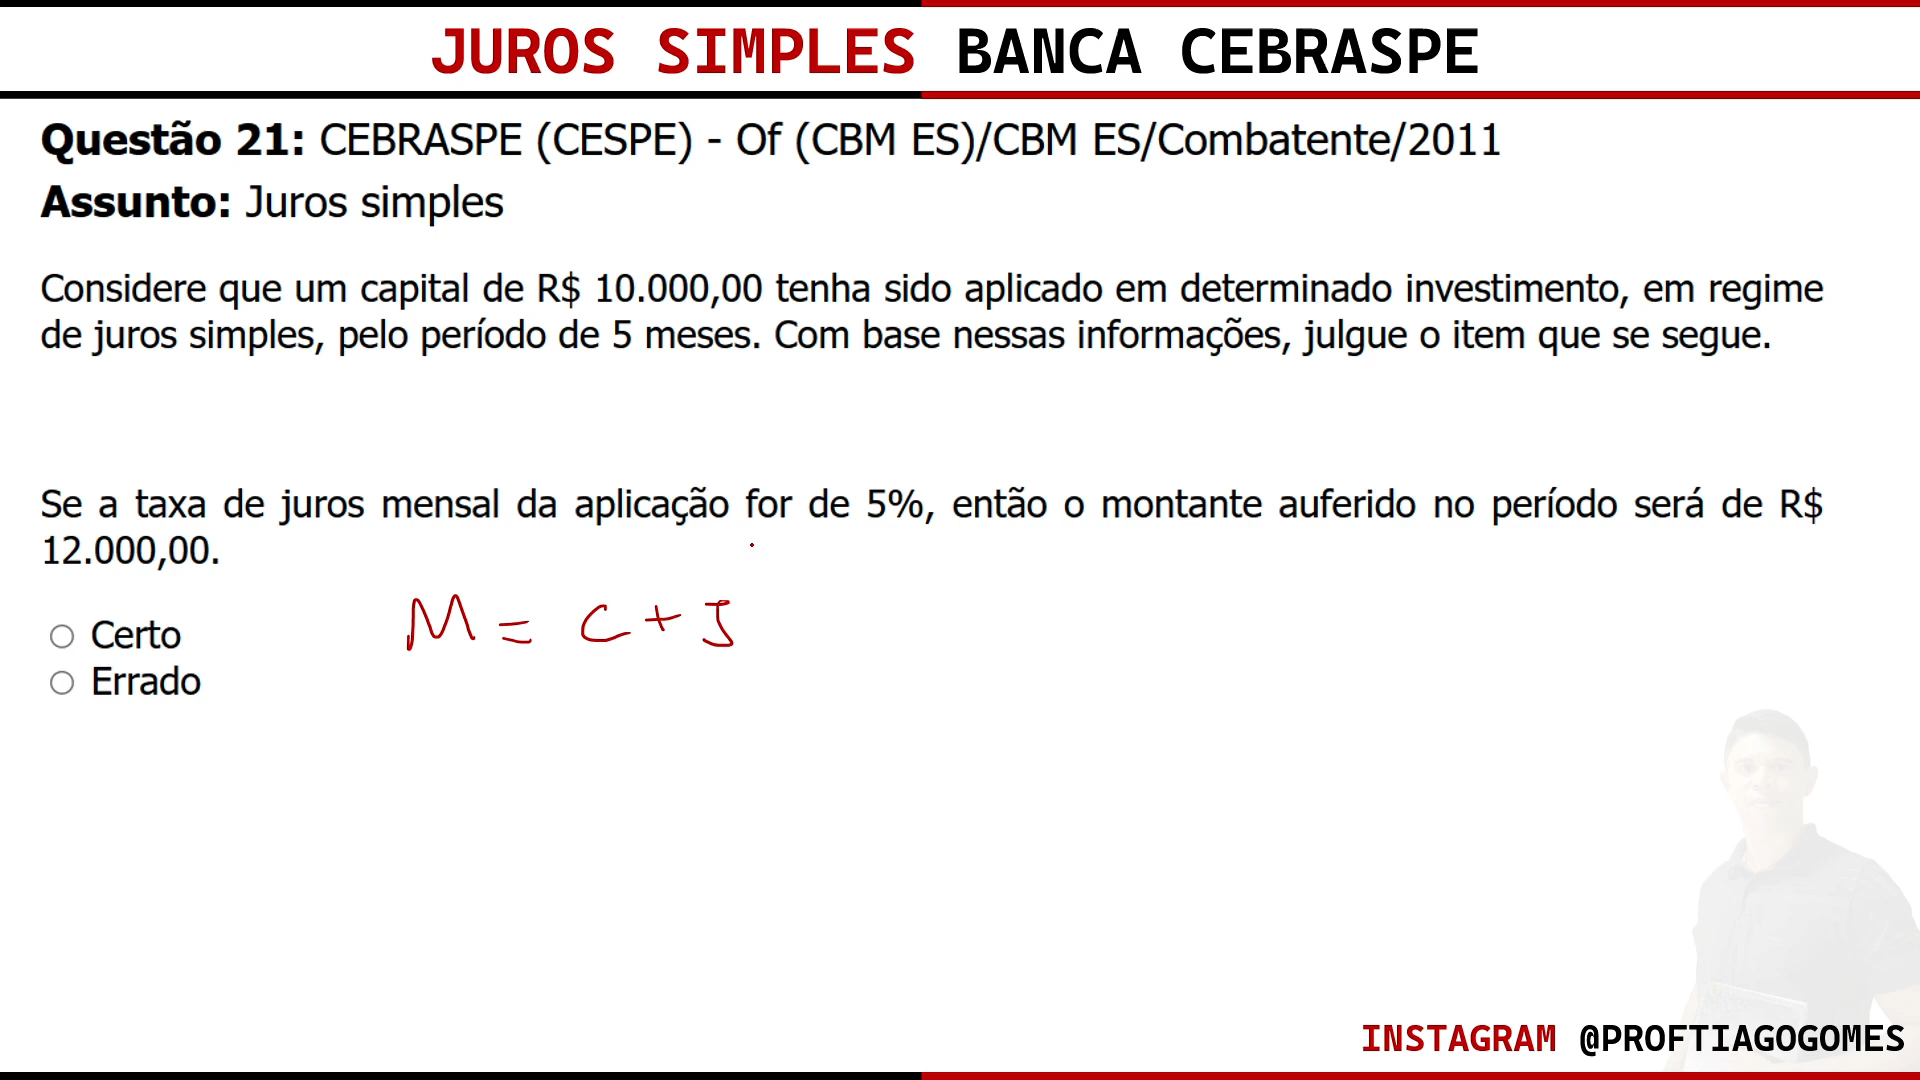 JUROS SIMPLES BANCA CEBRASPE
Questão 21: CEBRASPE (CESPE) - Of (CBM ES)/CBM ES/Combatente/2011
Assunto: Juros simples
Considere que um capital de R$ 10.000,00 tenha sido aplicado em determinado investimento, em regime
de juros simples, pelo período de 5 meses. Com base nessas informações, julgue o item que se segue.
Se a taxa de juros mensal da aplicação for de 5%, então o montante auferido no período será de R$
12.000,00.
Certo
Errado
M = C + J
INSTAGRAM @PROFTIAGOGOMES